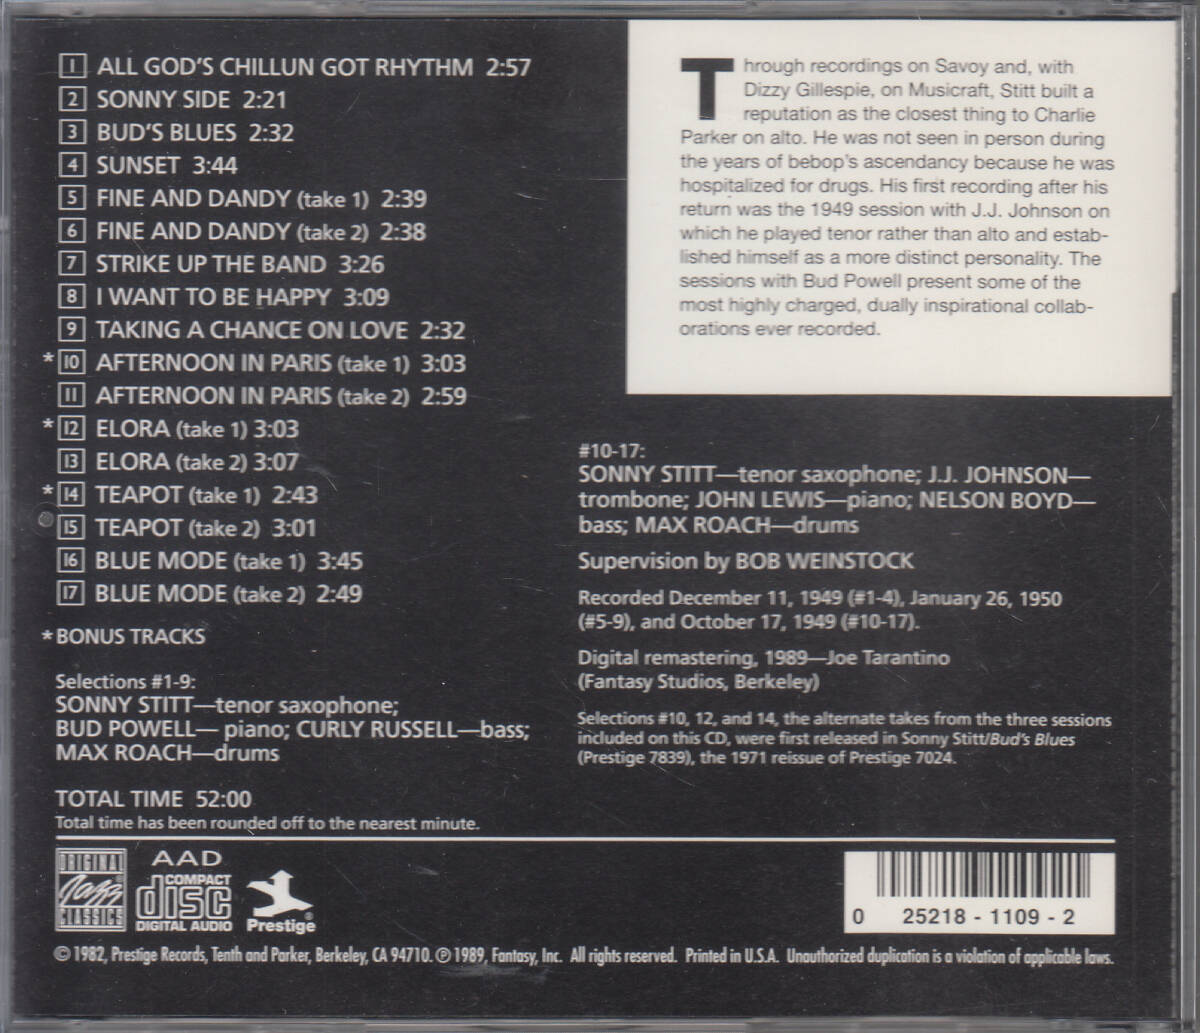 1 ALL GOD'S CHILLUN GOT RHYTHM 2:57
2 SONNY SIDE 2:21
3 BUD'S BLUES 2:32
4 SUNSET 3:44
5 FINE AND DANDY (take 1) 2:39
6 FINE AND DANDY (take 2) 2:38
7 STRIKE UP THE BAND 3:26
8 I WANT TO BE HAPPY 3:09
9 TAKING A CHANCE ON LOVE 2:32
*10 AFTERNOON IN PARIS (take 1) 3:03
11 AFTERNOON IN PARIS (take 2) 2:59
*12 ELORA (take 1) 3:03
13 ELORA (take 2) 3:07
*14 TEAPOT (take 1) 2:43
15 TEAPOT (take 2) 3:01
16 BLUE MODE (take 1) 3:45
17 BLUE MODE (take 2) 2:49
*BONUS TRACKS
Selections #1-9:
SONNY STITT—tenor saxophone;
BUD POWELL— piano; CURLY RUSSELL—bass;
MAX ROACH—drums
TOTAL TIME 52:00
Total time has been rounded off to the nearest minute.
Through recordings on Savoy and, with
Dizzy Gillespie, on Musicraft, Stitt built a
reputation as the closest thing to Charlie
Parker on alto. He was not seen in person during
the years of bebop's ascendancy because he was
hospitalized for drugs. His first recording after his
return was the 1949 session with J.J. Johnson on
which he played tenor rather than alto and estab-
lished himself as a more distinct personality. The
sessions with Bud Powell present some of the
most highly charged, dually inspirational collab-
orations ever recorded.
#10-17:
SONNY STITT—tenor saxophone; J.J. JOHNSON—
trombone; JOHN LEWIS—piano; NELSON BOYD—
bass; MAX ROACH—drums
Supervision by BOB WEINSTOCK
Recorded December 11, 1949 (#1-4), January 26, 1950
(#5-9), and October 17, 1949 (#10-17).
Digital remastering, 1989—Joe Tarantino
(Fantasy Studios, Berkeley)
Selections #10, 12, and 14, the alternate takes from the three sessions
included on this CD, were first released in Sonny Stitt/Bud's Blues
(Prestige 7839), the 1971 reissue of Prestige 7024.
ORIGINAL
Jazz
CLASSICS
AAD
COMPACT
disc
DIGITAL AUDIO
Prestige®
0 25218 - 1109 - 2
© 1982, Prestige Records, Tenth and Parker, Berkeley, CA 94710. ℗ 1989, Fantasy, Inc. All rights reserved. Printed in U.S.A. Unauthorized duplication is a violation of applicable laws.